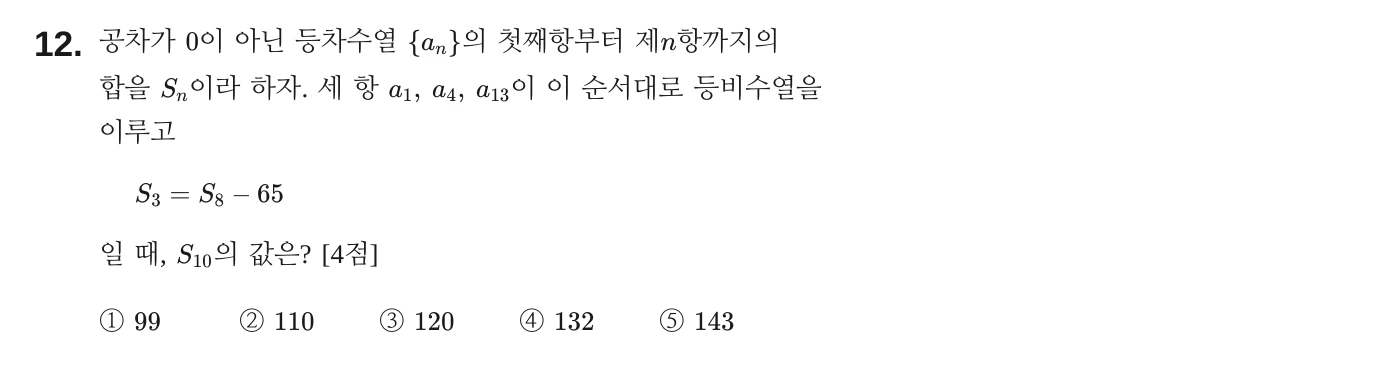 12. 공차가 0이 아닌 등차수열 {aₙ}의 첫째항부터 제n항까지의
합을 Sₙ이라 하자. 세 항 a₁, a₄, a₁₃이 이 순서대로 등비수열을
이루고
S₃ = S₈ − 65
일 때, S₁₀의 값은? [4점]
① 99 ② 110 ③ 120 ④ 132 ⑤ 143